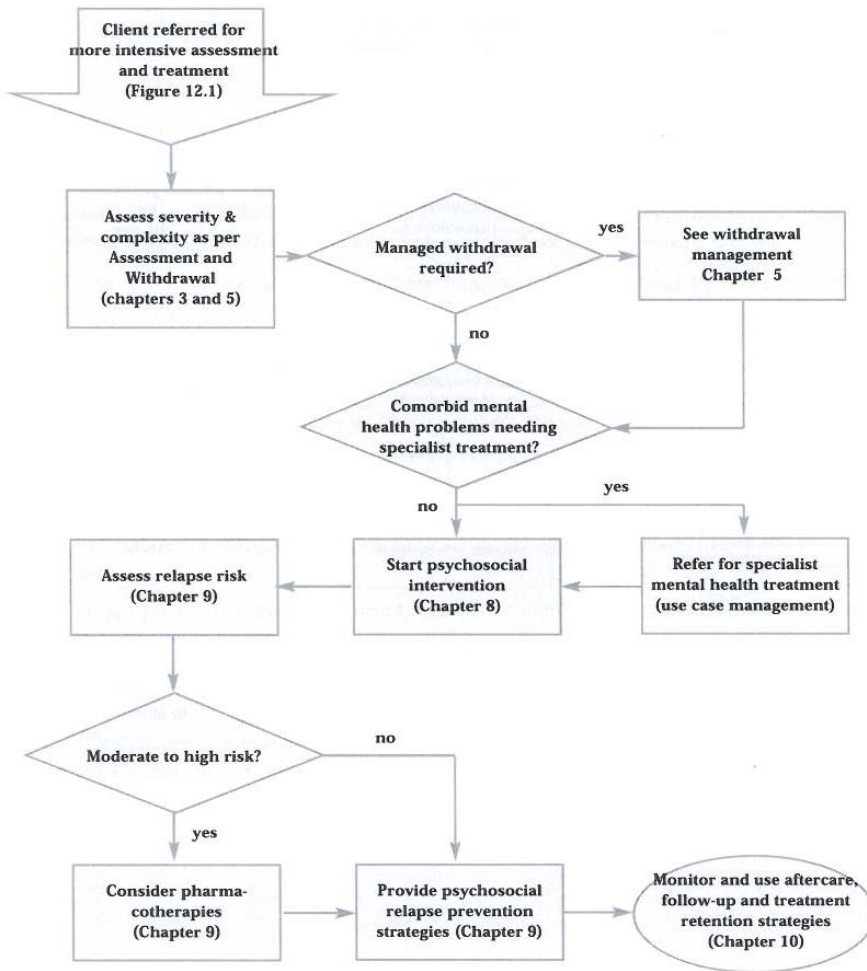 Client referred for
more intensive assessment
and treatment
(Figure 12.1)
Assess severity &
complexity as per
Assessment and
Withdrawal
(chapters 3 and 5)
Managed withdrawal
required?
yes
See withdrawal
management
Chapter 5
no
Comorbid mental
health problems needing
specialist treatment?
no
yes
Assess relapse risk
(Chapter 9)
Start psychosocial
intervention
(Chapter 8)
Refer for specialist
mental health treatment
(use case management)
Moderate to high risk?
no
yes
Consider pharma-
cotherapies
(Chapter 9)
Provide psychosocial
relapse prevention
strategies (Chapter 9)
Monitor and use aftercare,
follow-up and treatment
retention strategies
(Chapter 10)